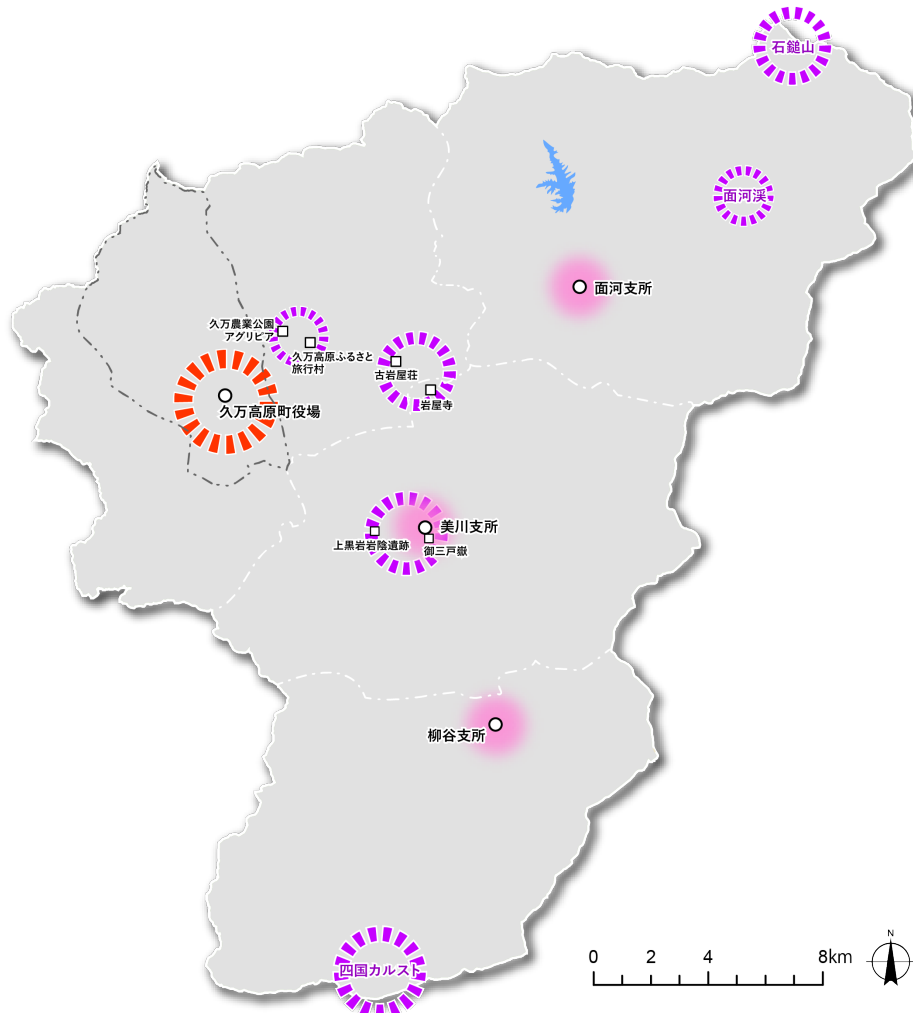 石鎚山
面河渓
面河支所
久万農業公園
アグリピア
久万高原ふるさと
旅行村
古岩屋荘
岩屋寺
久万高原町役場
美川支所
上黒岩岩陰遺跡
御三戸嶽
柳谷支所
四国カルスト
N
0 2 4 8km